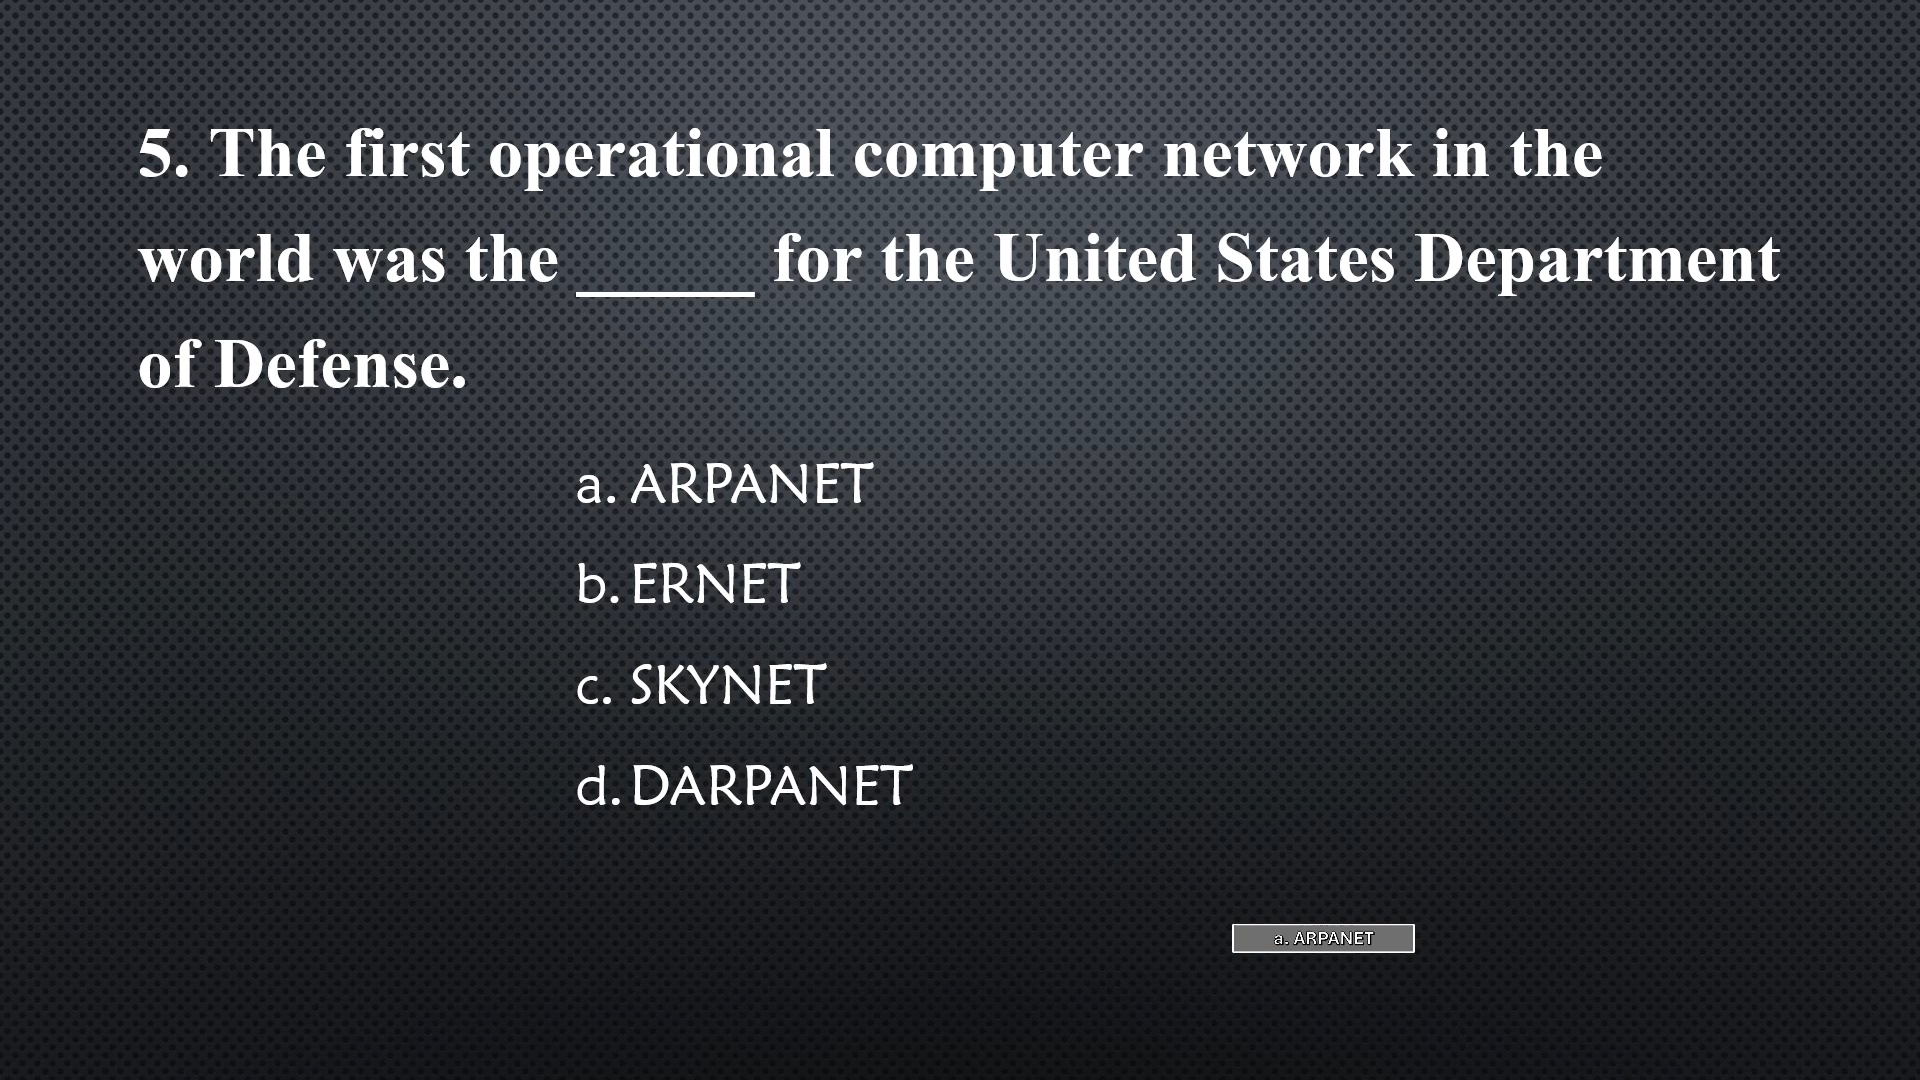 5. The first operational computer network in the
world was the _____ for the United States Department
of Defense.
a. ARPANET
b. ERNET
c. SKYNET
d. DARPANET
a. ARPANET